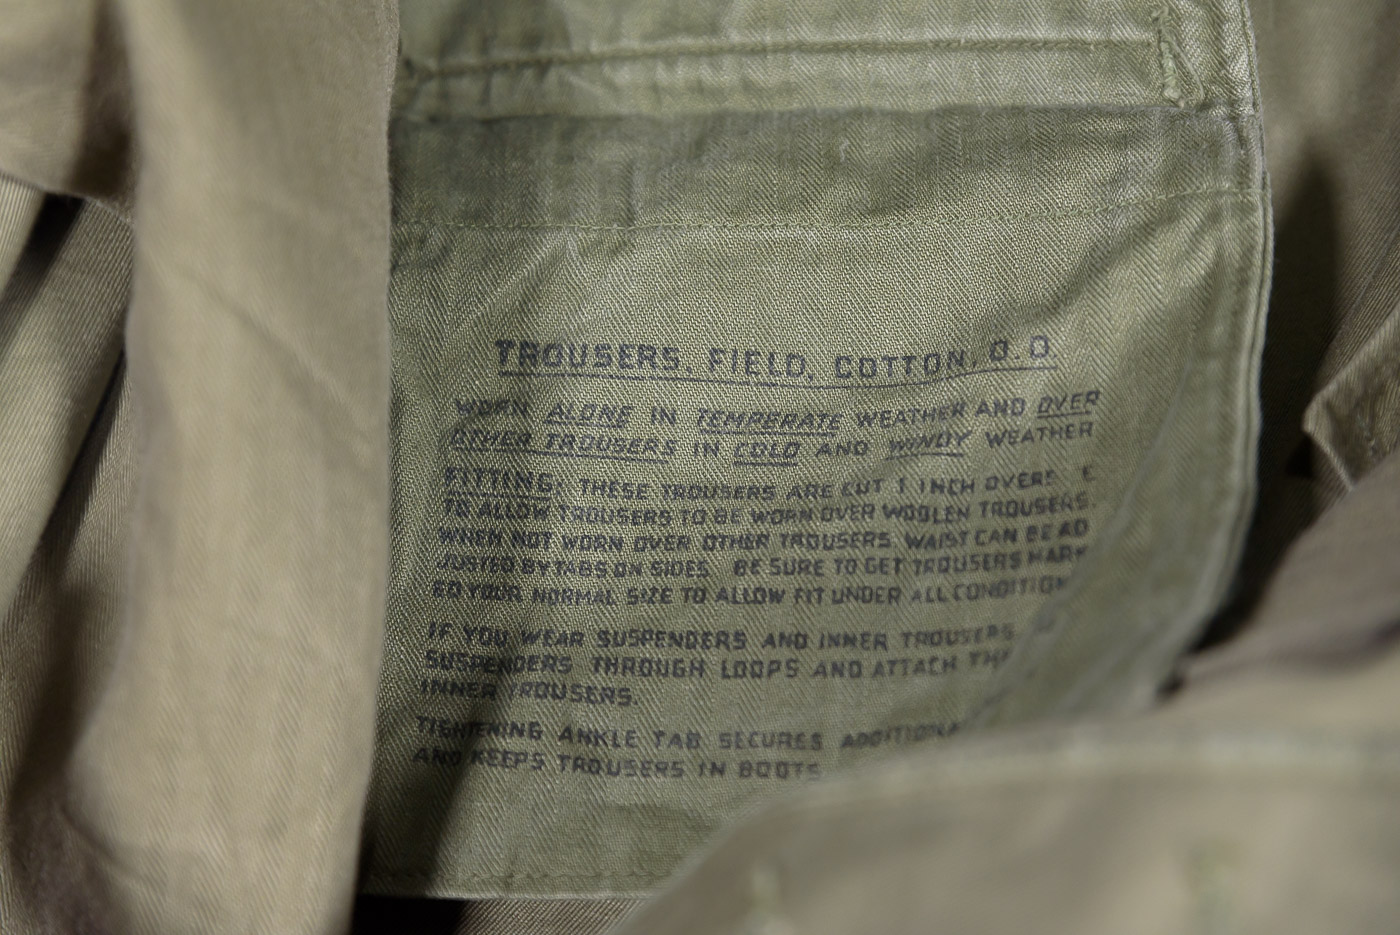 TROUSERS, FIELD, COTTON, O.D.
WORN ALONE IN TEMPERATE WEATHER AND OVER
OTHER TROUSERS IN COLD AND WINDY WEATHER
FITTING: THESE TROUSERS ARE CUT 1 INCH
TO ALLOW TROUSERS TO BE WORN OVER WOOLEN TROUSERS.
WHEN NOT WORN OVER OTHER TROUSERS, WAIST CAN BE AD
JUSTED BY TABS ON SIDES. BE SURE TO GET TROUSERS MARK
ED YOUR NORMAL SIZE TO ALLOW FIT UNDER ALL CONDITION
IF YOU WEAR SUSPENDERS AND INNER TROUSERS
SUSPENDERS THROUGH LOOPS AND ATTACH
INNER TROUSERS.
TIGHTENING ANKLE TAB SECURES
AND KEEPS TROUSERS IN BOOTS